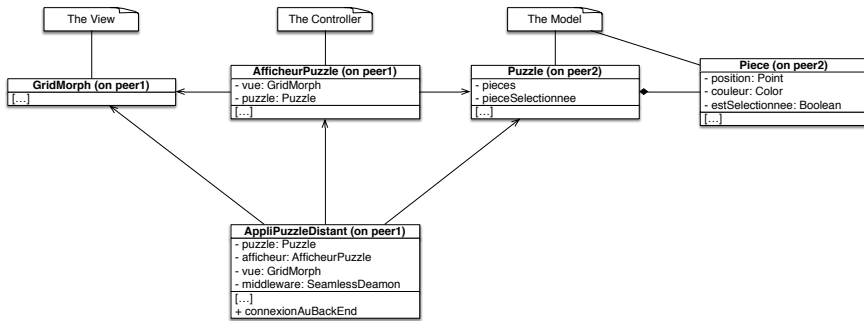 The View
The Controller
The Model
GridMorph (on peer1)
[...]
AfficheurPuzzle (on peer1)
- vue: GridMorph
- puzzle: Puzzle
[...]
Puzzle (on peer2)
- pieces
- pieceSelectionnee
[...]
Piece (on peer2)
- position: Point
- couleur: Color
- estSelectionnee: Boolean
[...]
AppliPuzzleDistant (on peer1)
- puzzle: Puzzle
- afficheur: AfficheurPuzzle
- vue: GridMorph
- middleware: SeamlessDeamon
[...]
+ connexionAuBackEnd